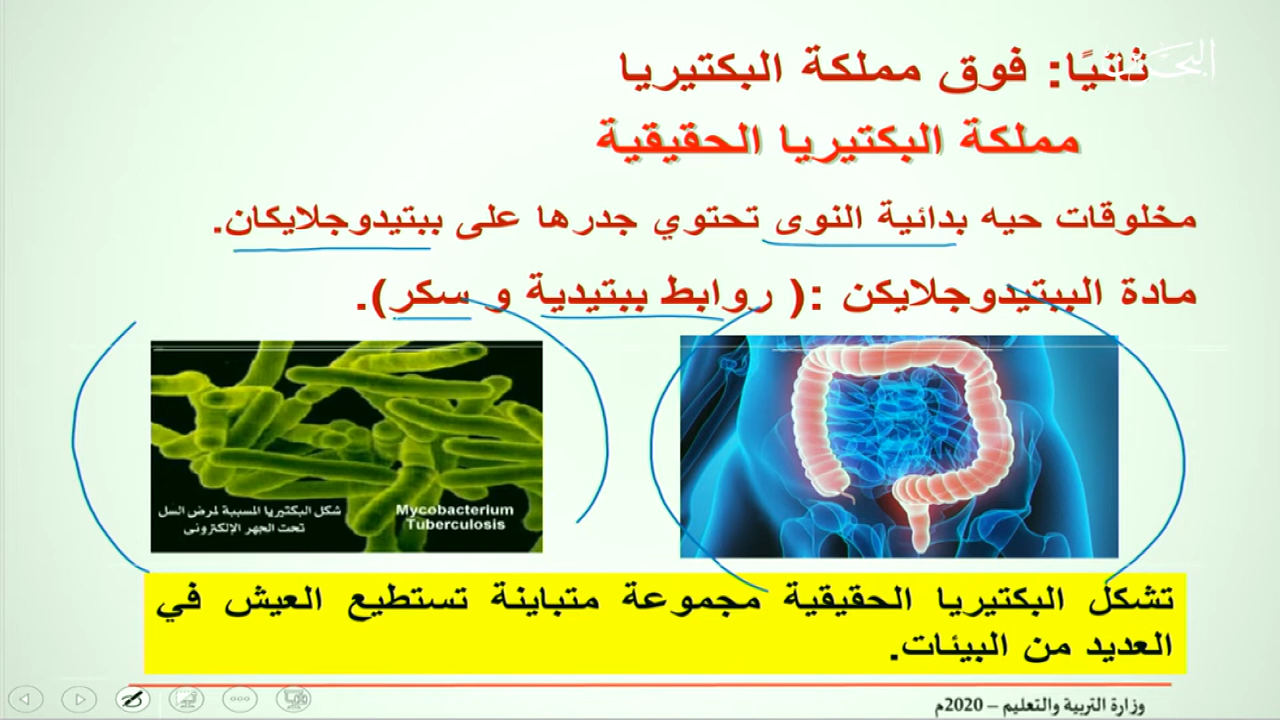 ثانيًا: فوق مملكة البكتيريا
مملكة البكتيريا الحقيقية
مخلوقات حيه بدائية النوى تحتوي جدرها على ببتيدوجلايكان.
مادة الببتيدوجلايكن :( روابط ببتيدية و سكر).
شكل البكتيريا المسببة لمرض السل
تحت الجهر الإلكتروني
Mycobacterium
Tuberculosis
تشكل البكتيريا الحقيقية مجموعة متباينة تستطيع العيش في
العديد من البيئات.
وزارة التربية والتعليم – 2020م